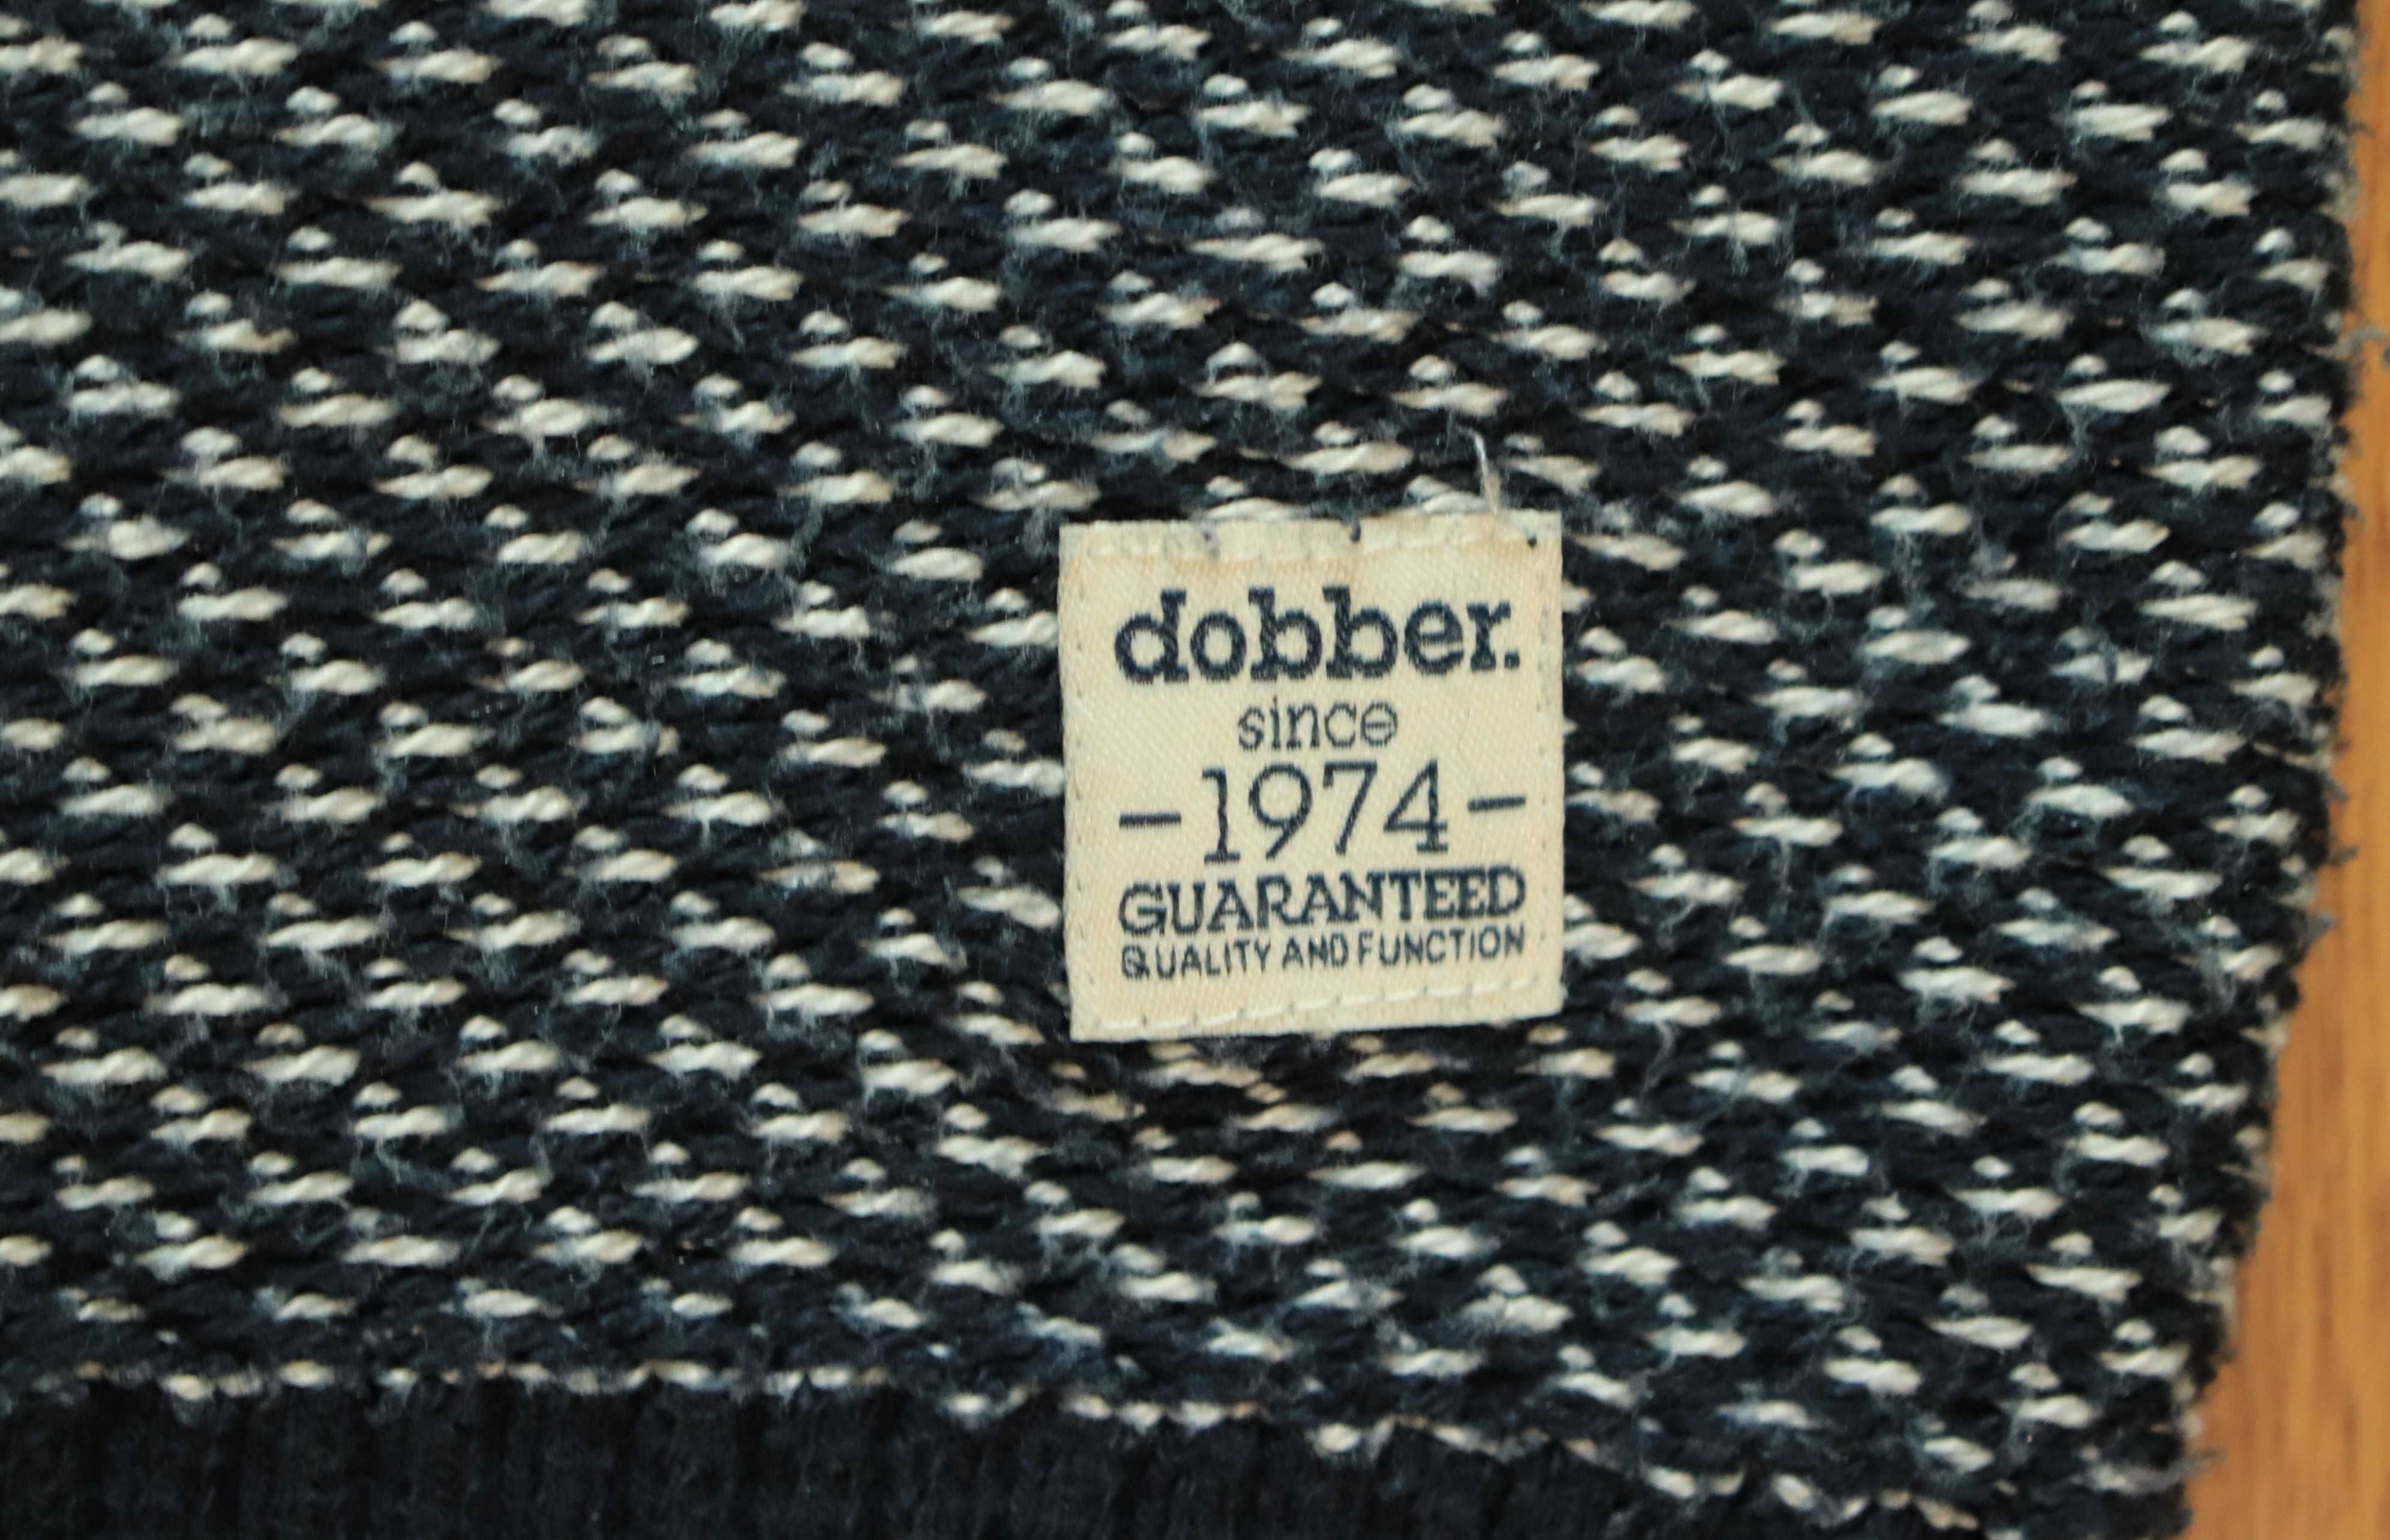 dobber.
since
-1974-
GUARANTEED
QUALITY AND FUNCTION